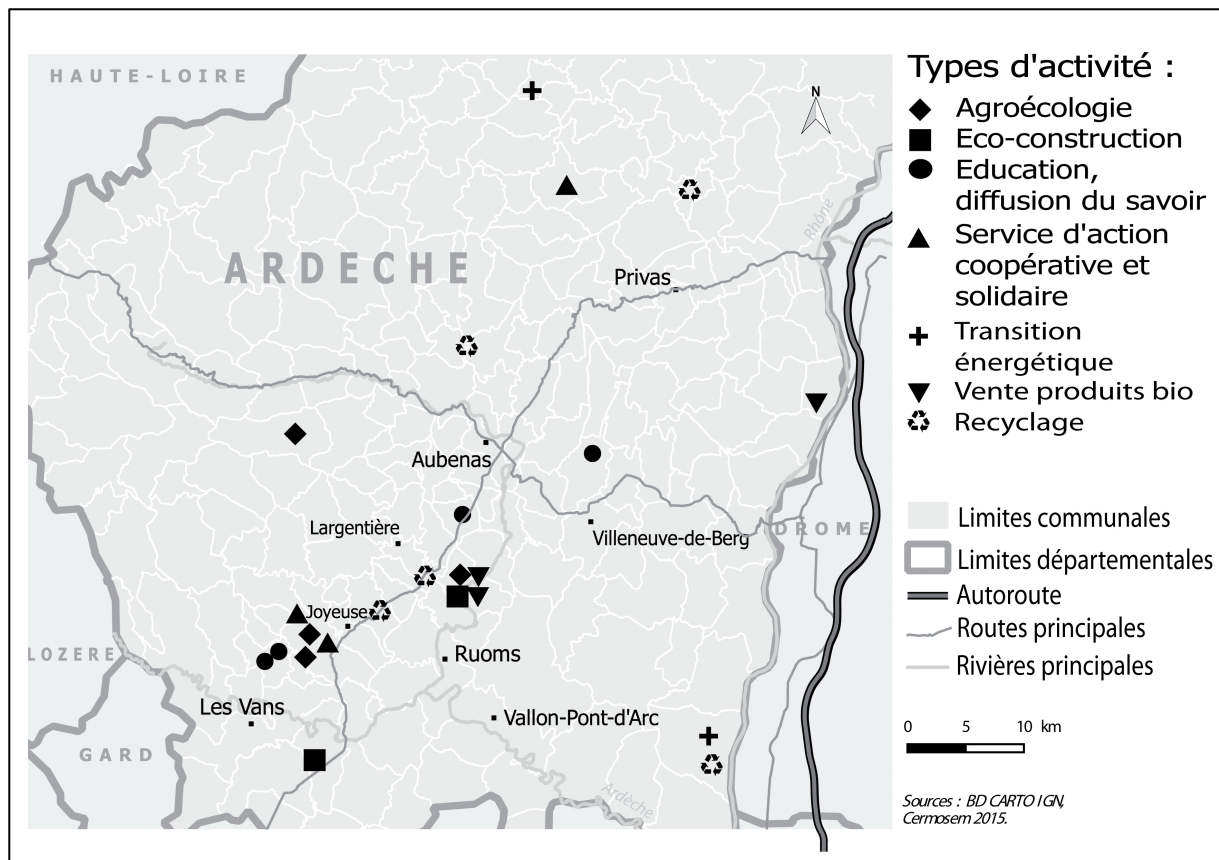 HAUTE-LOIRE
N
Rhône
ARDECHE
Privas
Aubenas
Largentière
Villeneuve-de-Berg
DROME
Joyeuse
LOZERE
Ruoms
Les Vans
Vallon-Pont-d'Arc
GARD
Ardèche
Types d'activité :
Agroécologie
Eco-construction
Education,
diffusion du savoir
Service d'action
coopérative et
solidaire
Transition
énergétique
Vente produits bio
Recyclage
Limites communales
Limites départementales
Autoroute
Routes principales
Rivières principales
0 5 10 km
Sources : BD CARTO IGN,
Cermosem 2015.